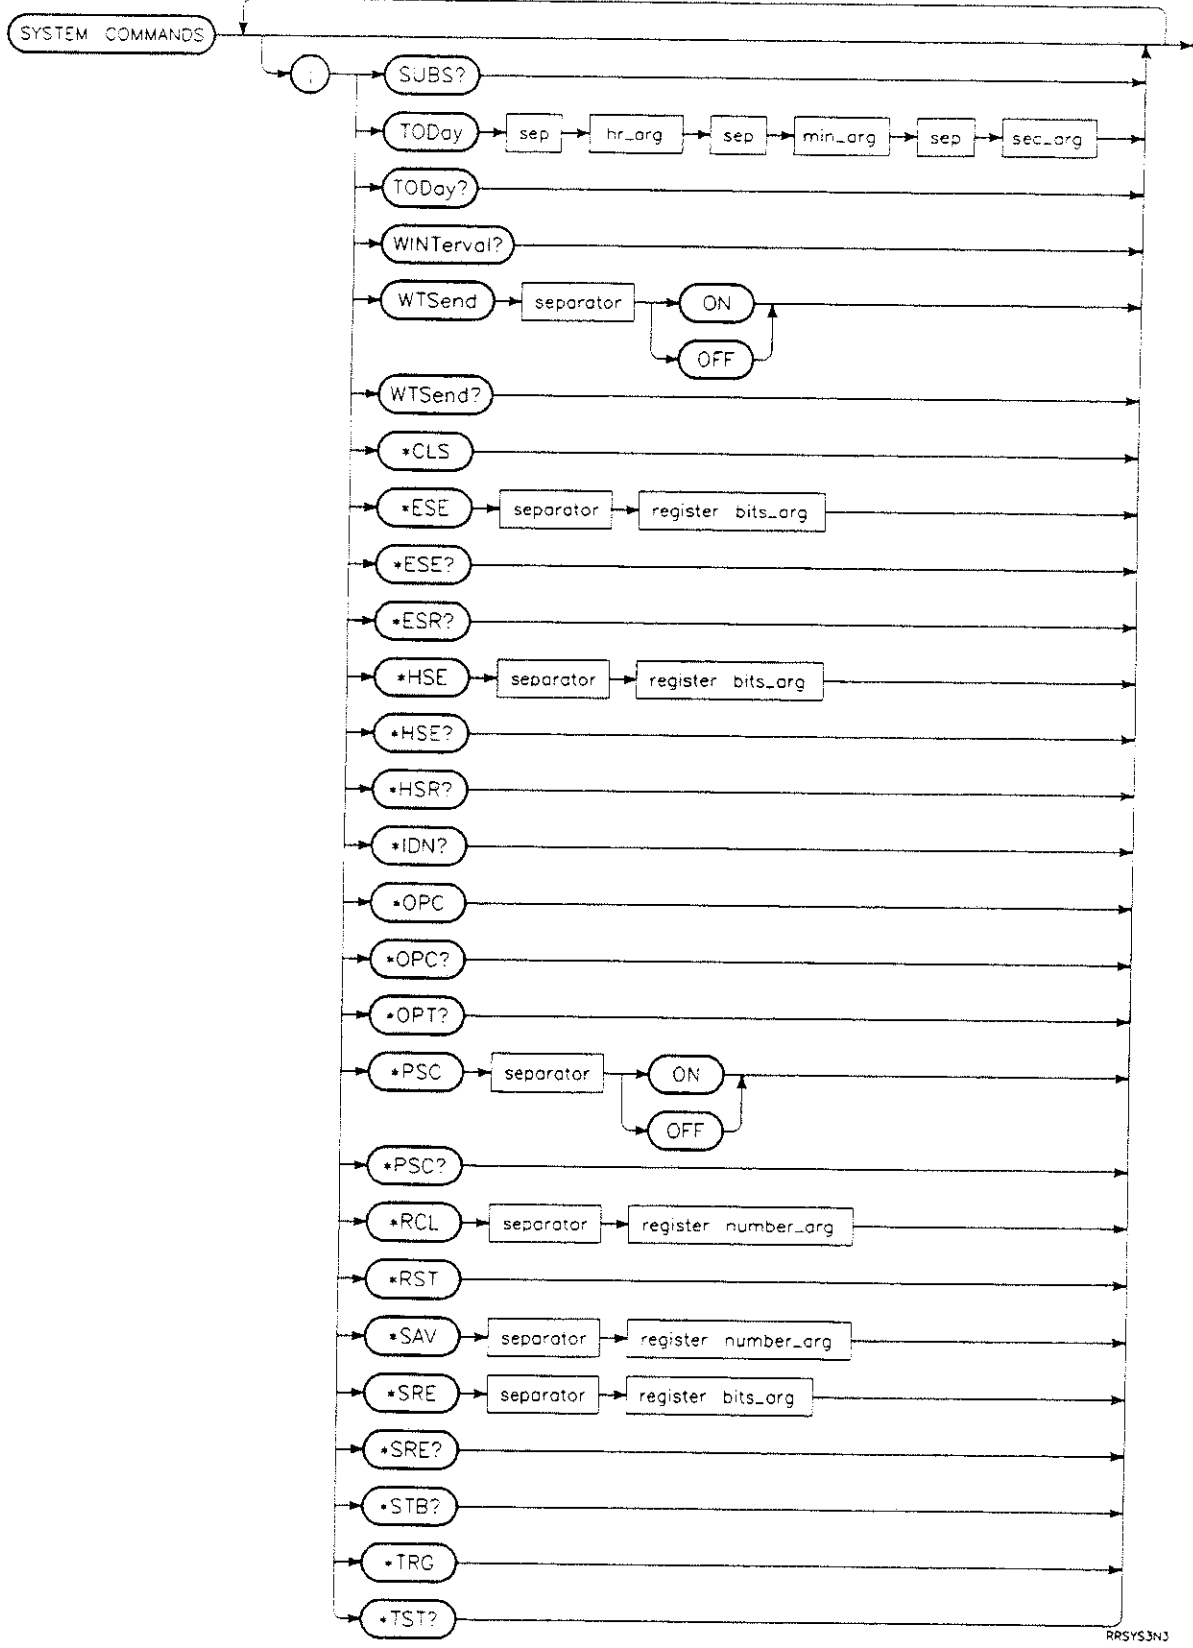 SYSTEM COMMANDS
;
SUBS?
TODay sep hr_arg sep min_arg sep sec_arg
TODay?
WINTerval?
WTSend separator ON
OFF
WTSend?
*CLS
*ESE separator register bits_arg
*ESE?
*ESR?
*HSE separator register bits_arg
*HSE?
*HSR?
*IDN?
*OPC
*OPC?
*OPT?
*PSC separator ON
OFF
*PSC?
*RCL separator register number_arg
*RST
*SAV separator register number_arg
*SRE separator register bits_arg
*SRE?
*STB?
*TRG
*TST?
RRSYS3N3